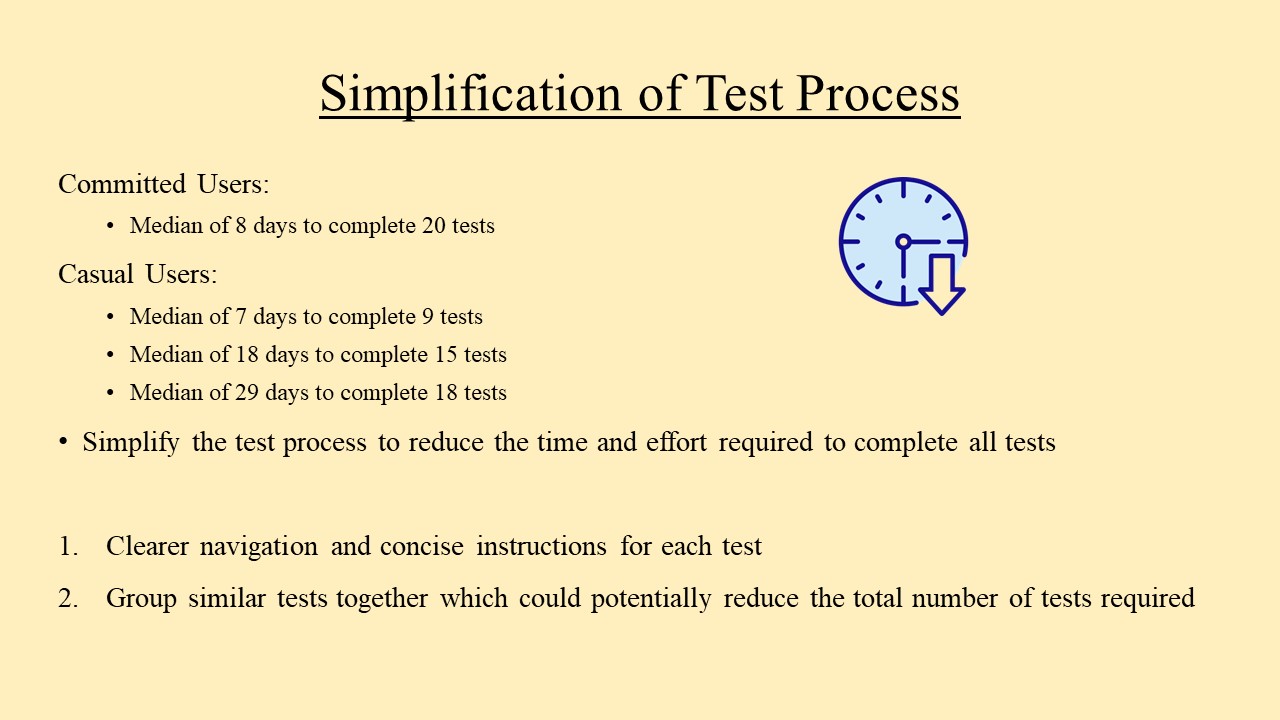 Simplification of Test Process
Committed Users:
• Median of 8 days to complete 20 tests
Casual Users:
• Median of 7 days to complete 9 tests
• Median of 18 days to complete 15 tests
• Median of 29 days to complete 18 tests
• Simplify the test process to reduce the time and effort required to complete all tests
1. Clearer navigation and concise instructions for each test
2. Group similar tests together which could potentially reduce the total number of tests required